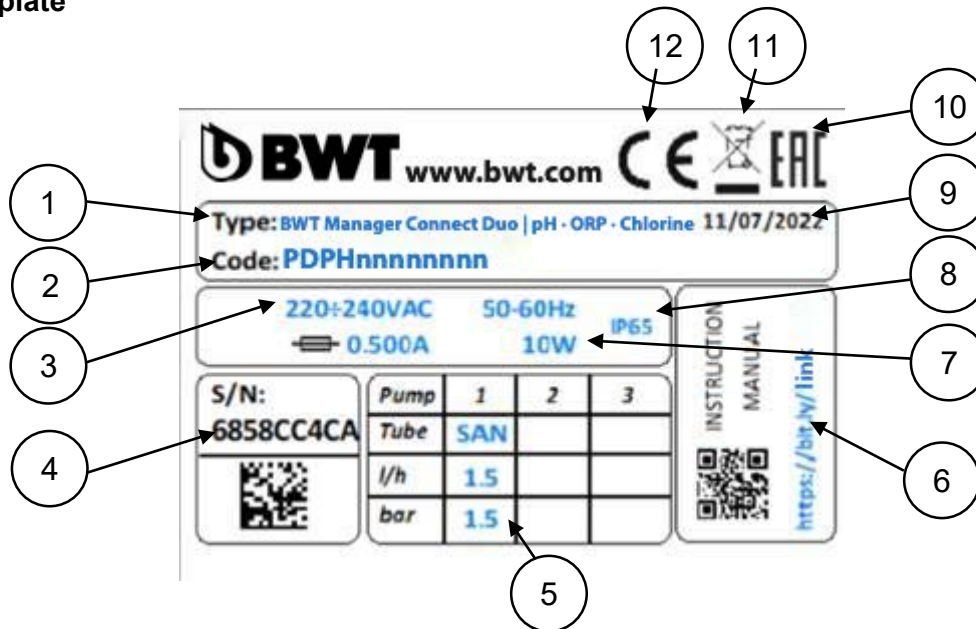 plate
12
11
10
BWT www.bwt.com CE EAC
1
Type: BWT Manager Connect Duo | pH - ORP - Chlorine 11/07/2022
9
2
Code: PDPHnnnnnnnn
8
3
220÷240VAC 50-60Hz IP65
0.500A 10W
7
INSTRUCTION
MANUAL
https://bit.ly/link
6
4
S/N:
6858CC4CA
Pump 1 2 3
Tube SAN
l/h 1.5
bar 1.5
5